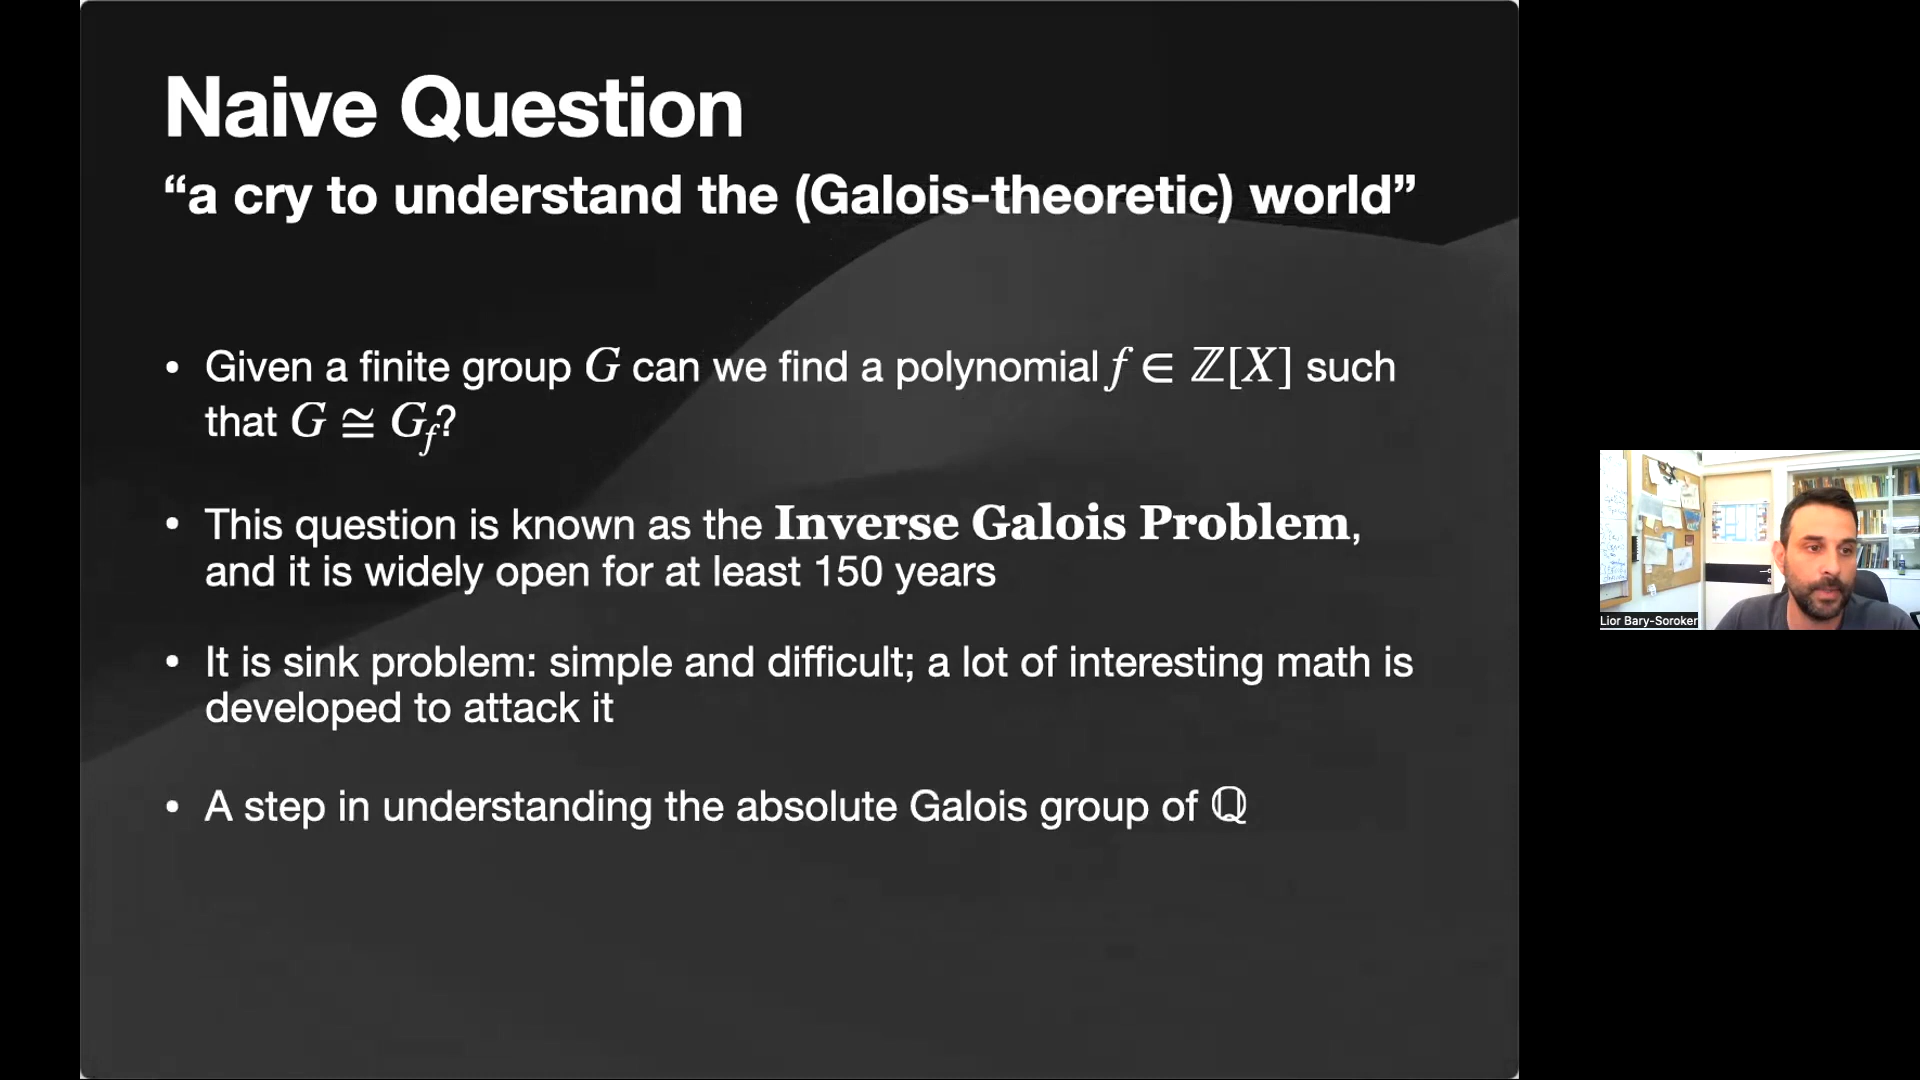 Naive Question
“a cry to understand the (Galois-theoretic) world”
• Given a finite group G can we find a polynomial f ∈ ℤ[X] such
that G ≅ G_f?
• This question is known as the Inverse Galois Problem,
and it is widely open for at least 150 years
• It is sink problem: simple and difficult; a lot of interesting math is
developed to attack it
• A step in understanding the absolute Galois group of ℚ
Lior Bary-Soroker